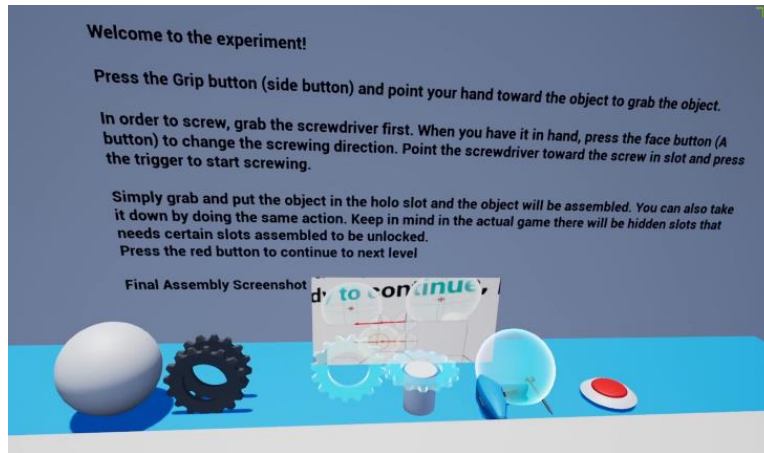 Welcome to the experiment!
Press the Grip button (side button) and point your hand toward the object to grab the object.
In order to screw, grab the screwdriver first. When you have it in hand, press the face button (A
button) to change the screwing direction. Point the screwdriver toward the screw in slot and press
the trigger to start screwing.
Simply grab and put the object in the holo slot and the object will be assembled. You can also take
it down by doing the same action. Keep in mind in the actual game there will be hidden slots that
needs certain slots assembled to be unlocked.
Press the red button to continue to next level
Final Assembly Screenshot
to continue,